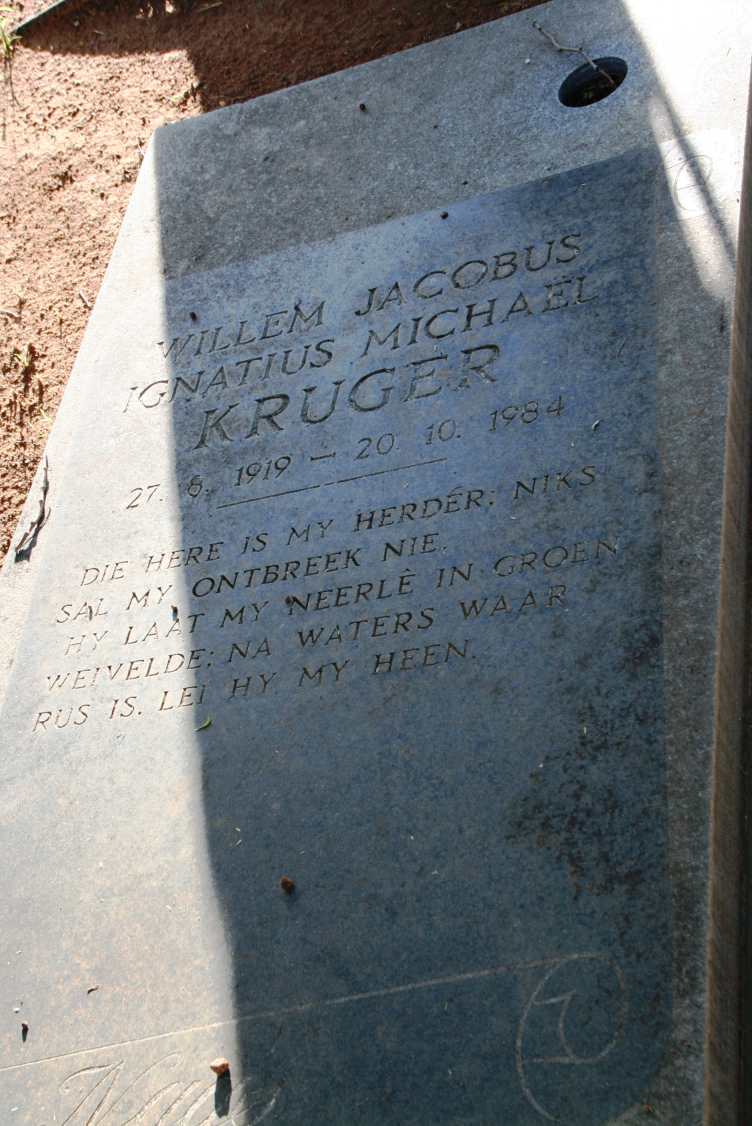 WILLEM JACOBUS
IGNATIUS MICHAEL
KRUGER
27. 8. 1919 – 20. 10. 1984
DIE HERE IS MY HERDER; NIKS
SAL MY ONTBREEK NIE.
HY LAAT MY NEERLÊ IN GROEN
WEIVELDE; NA WATERS WAAR
RUS IS, LEI HY MY HEEN.